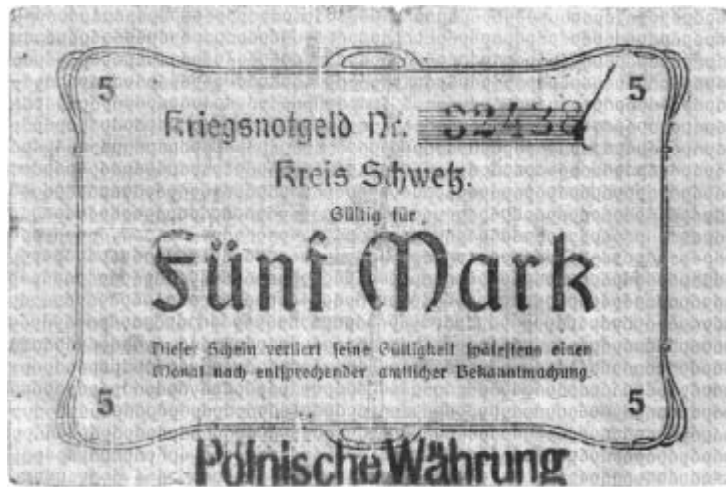 5 5
Kriegsnotgeld Nr. 32438
Kreis Schwetz.
Gültig für
Fünf Mark
Dieser Schein verliert seine Gültigkeit spätestens einen
Monat nach entsprechender amtlicher Bekanntmachung.
5 5
Polnische Währung